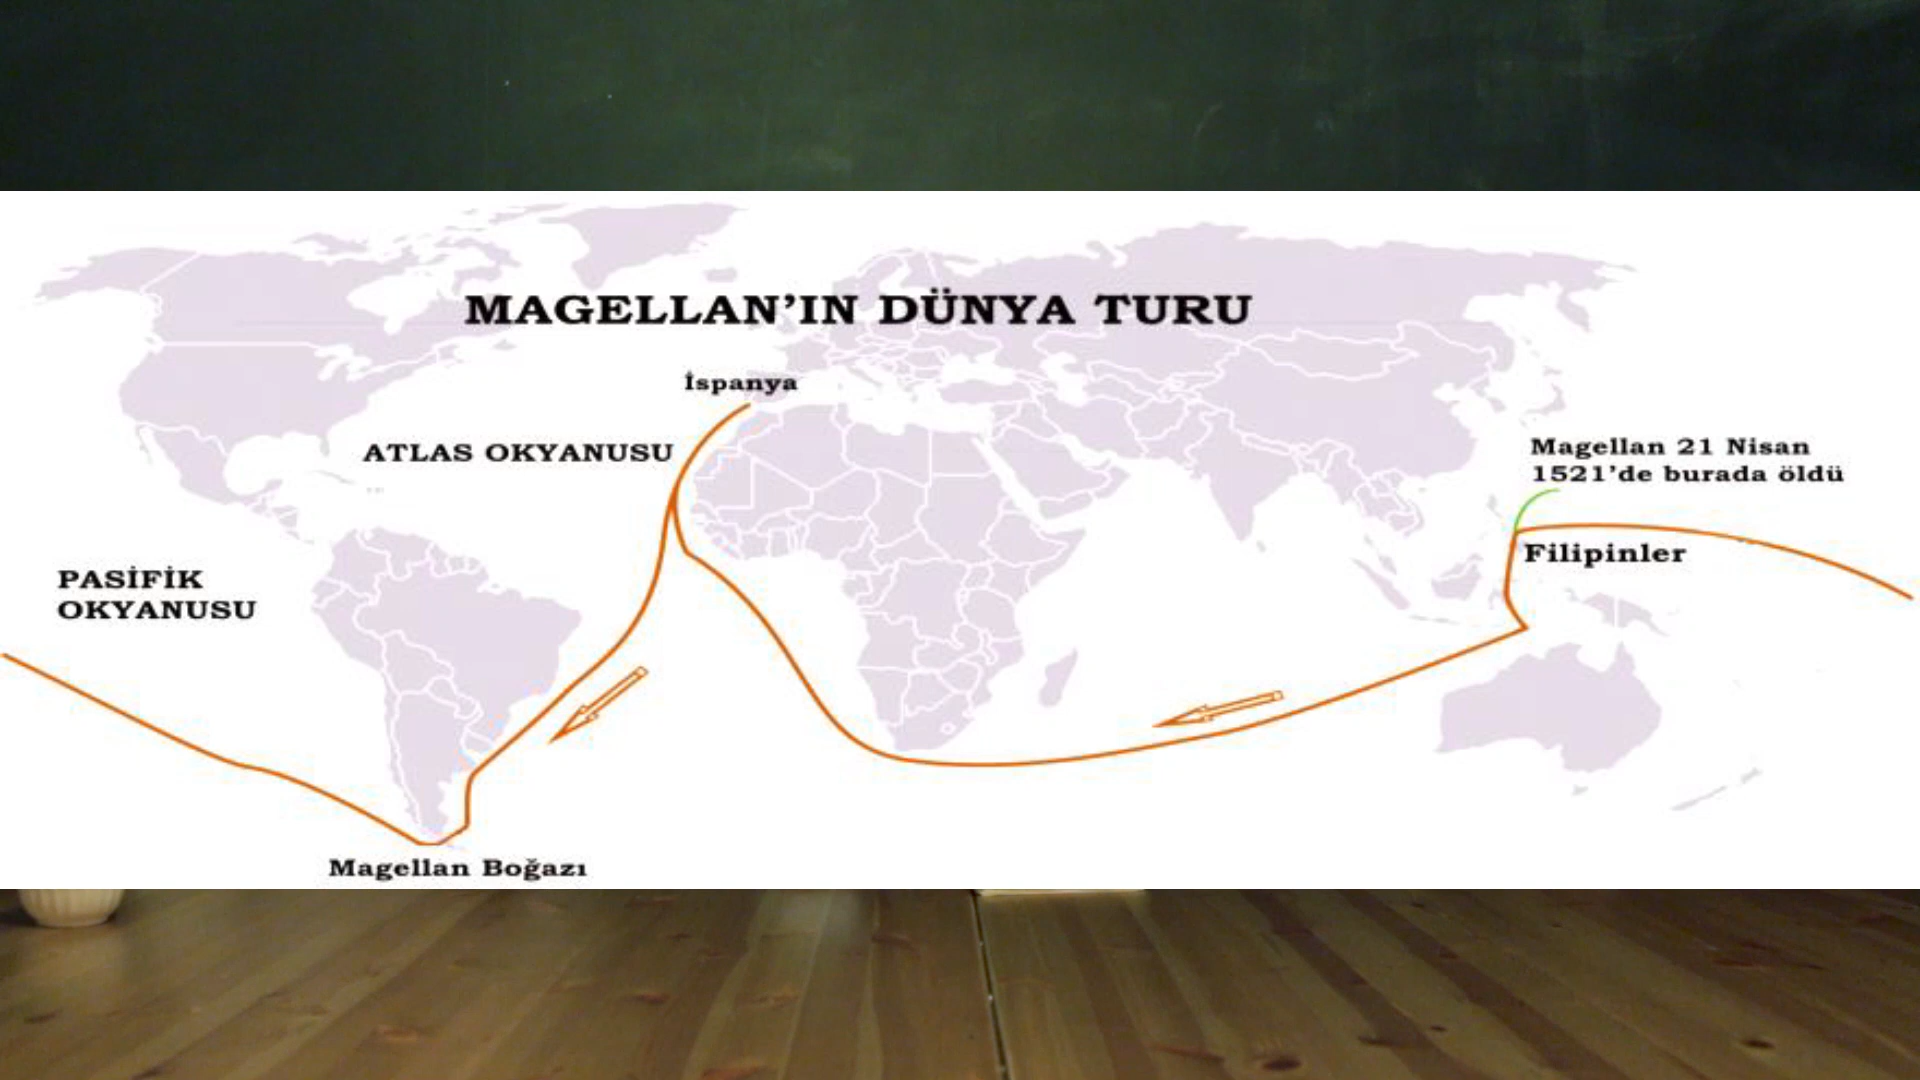 MAGELLAN’IN DÜNYA TURU
İspanya
ATLAS OKYANUSU
Magellan 21 Nisan
1521’de burada öldü
Filipinler
PASİFİK
OKYANUSU
Magellan Boğazı